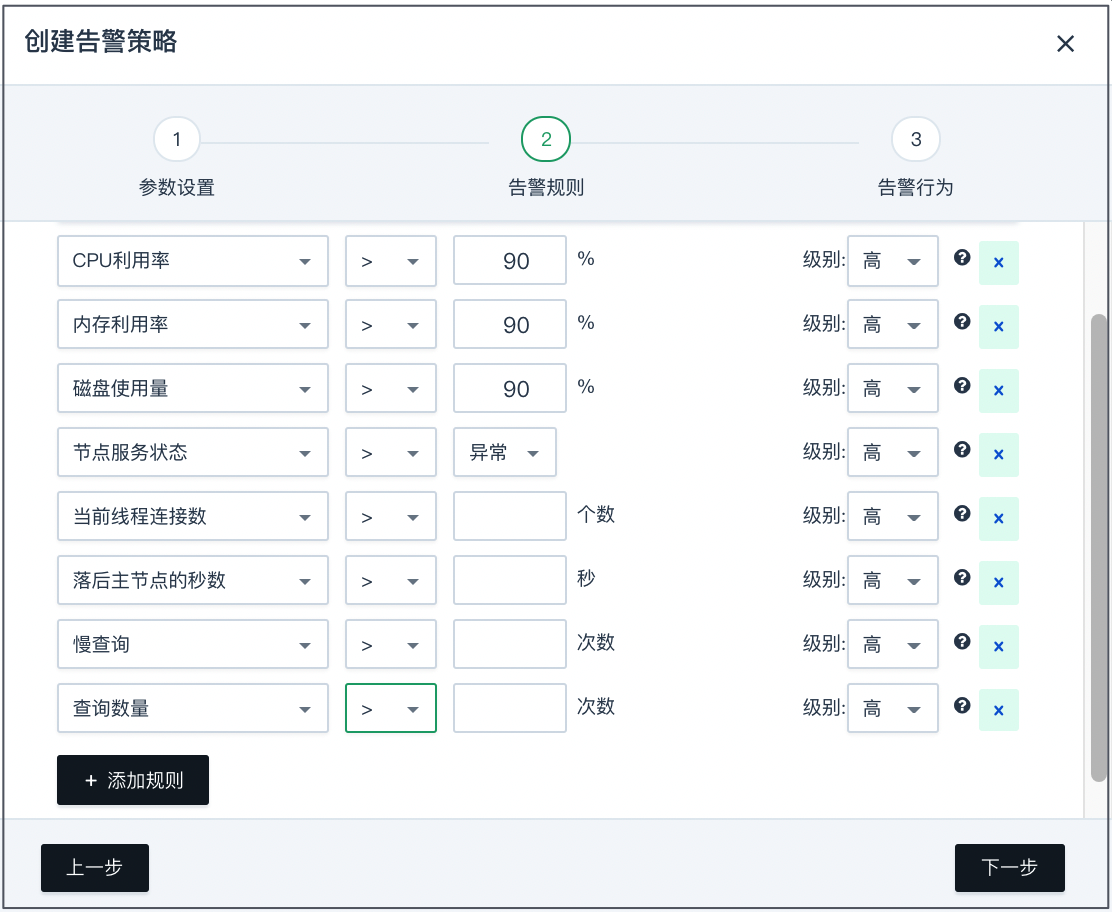 创建告警策略 ×
1 2 3
参数设置 告警规则 告警行为
CPU利用率 > 90 % 级别: 高 ? ×
内存利用率 > 90 % 级别: 高 ? ×
磁盘使用量 > 90 % 级别: 高 ? ×
节点服务状态 > 异常 级别: 高 ? ×
当前线程连接数 > 个数 级别: 高 ? ×
落后主节点的秒数 > 秒 级别: 高 ? ×
慢查询 > 次数 级别: 高 ? ×
查询数量 > 次数 级别: 高 ? ×
+ 添加规则
上一步 下一步